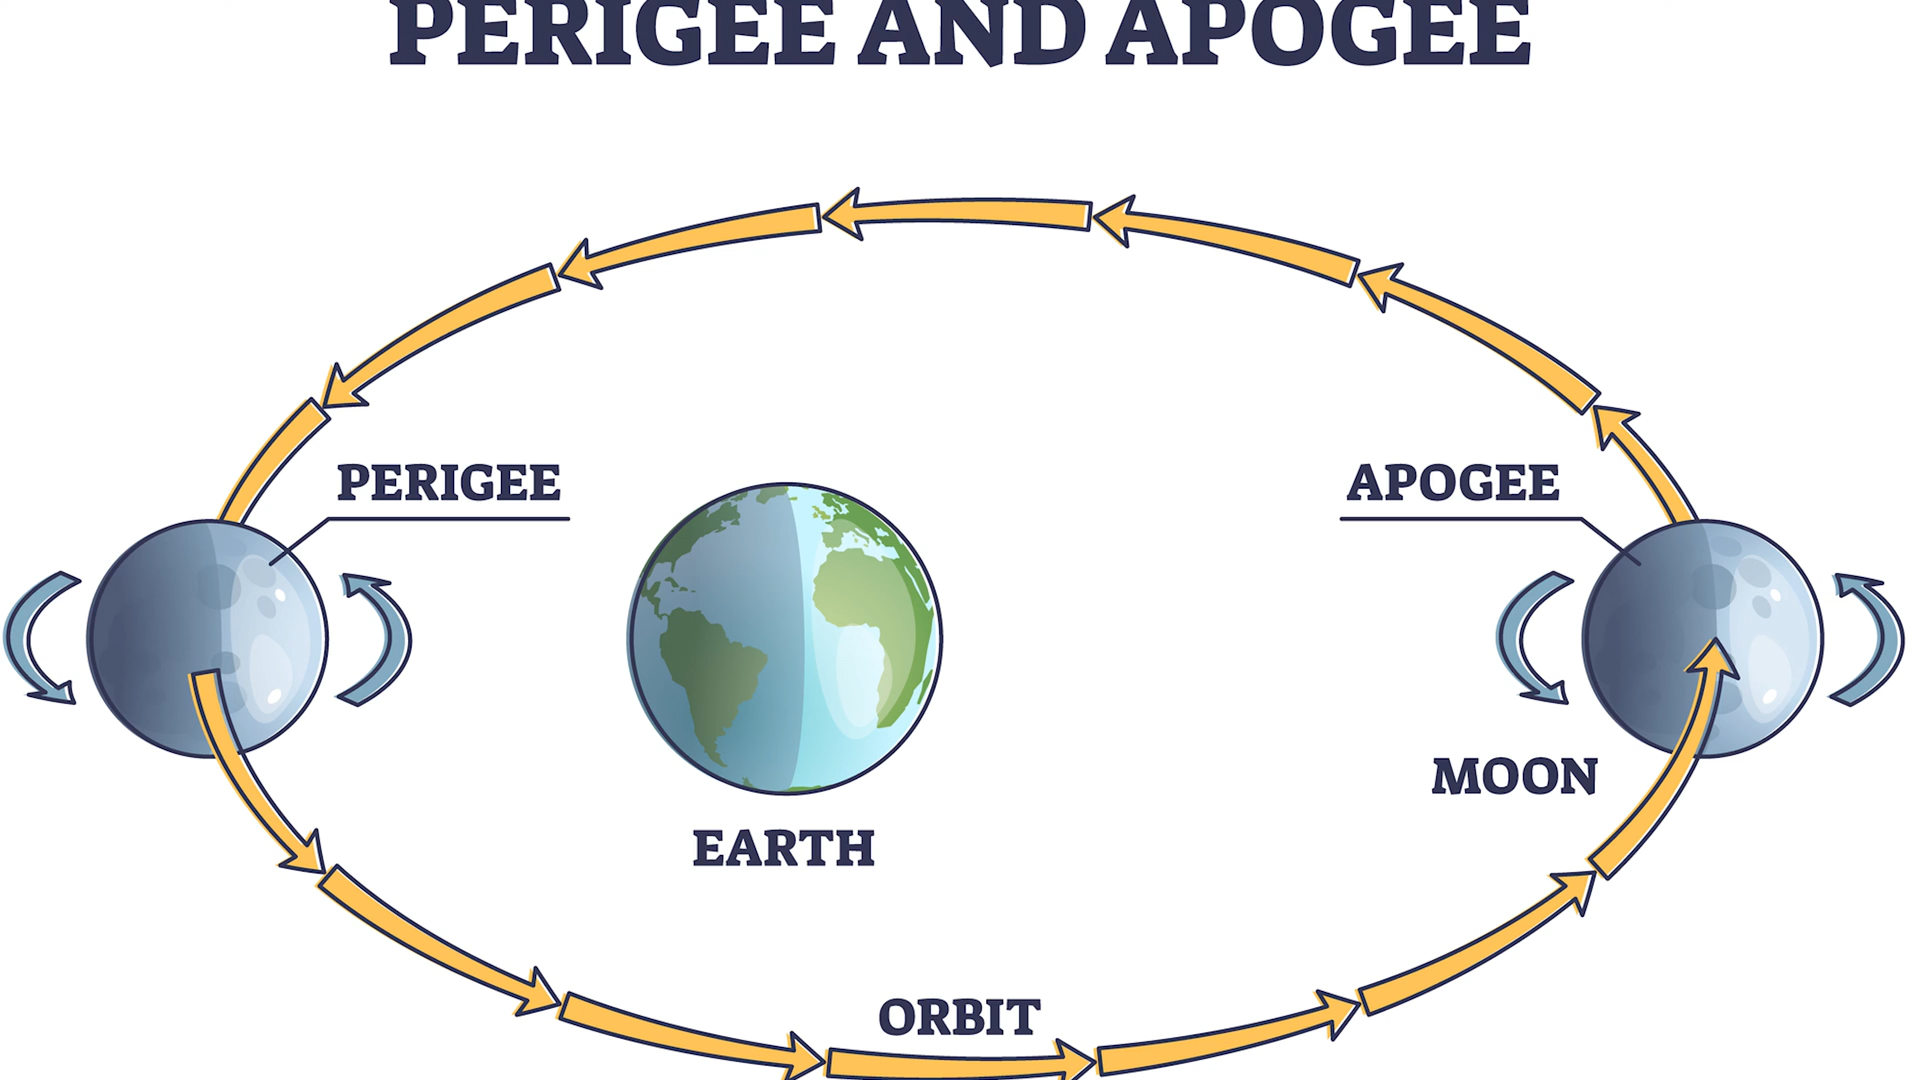 PERIGEE AND APOGEE
PERIGEE
APOGEE
MOON
EARTH
ORBIT